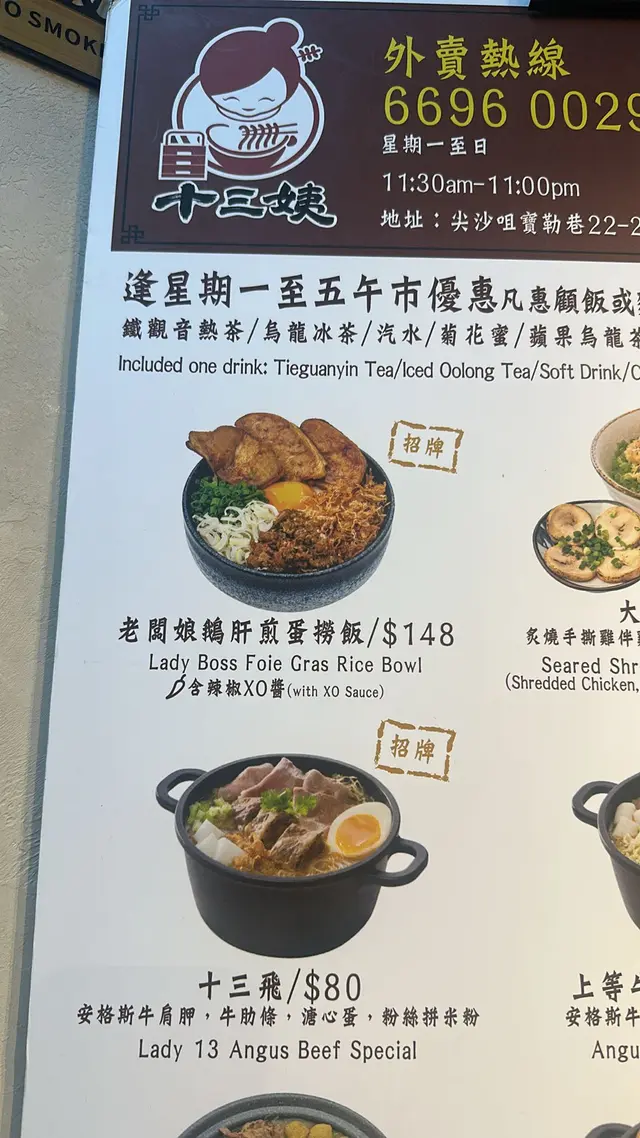 O SMOKI
十三姨
外賣熱線
6696 0029
星期一至日
11:30am-11:00pm
地址：尖沙咀寶勒巷22-2
逢星期一至五午市優惠凡惠顧飯或
鐵觀音熱茶/烏龍冰茶/汽水/菊花蜜/蘋果烏龍茶
Included one drink: Tieguanyin Tea/Iced Oolong Tea/Soft Drink/C
招牌
老闆娘鵝肝煎蛋撈飯/$148
Lady Boss Foie Gras Rice Bowl
含辣椒XO醬(with XO Sauce)
大
炙燒手撕雞伴
Seared Shr
(Shredded Chicken,
招牌
十三飛/$80
安格斯牛肩胛，牛肋條，溏心蛋，粉絲拼米粉
Lady 13 Angus Beef Special
上等牛
安格斯牛
Angu